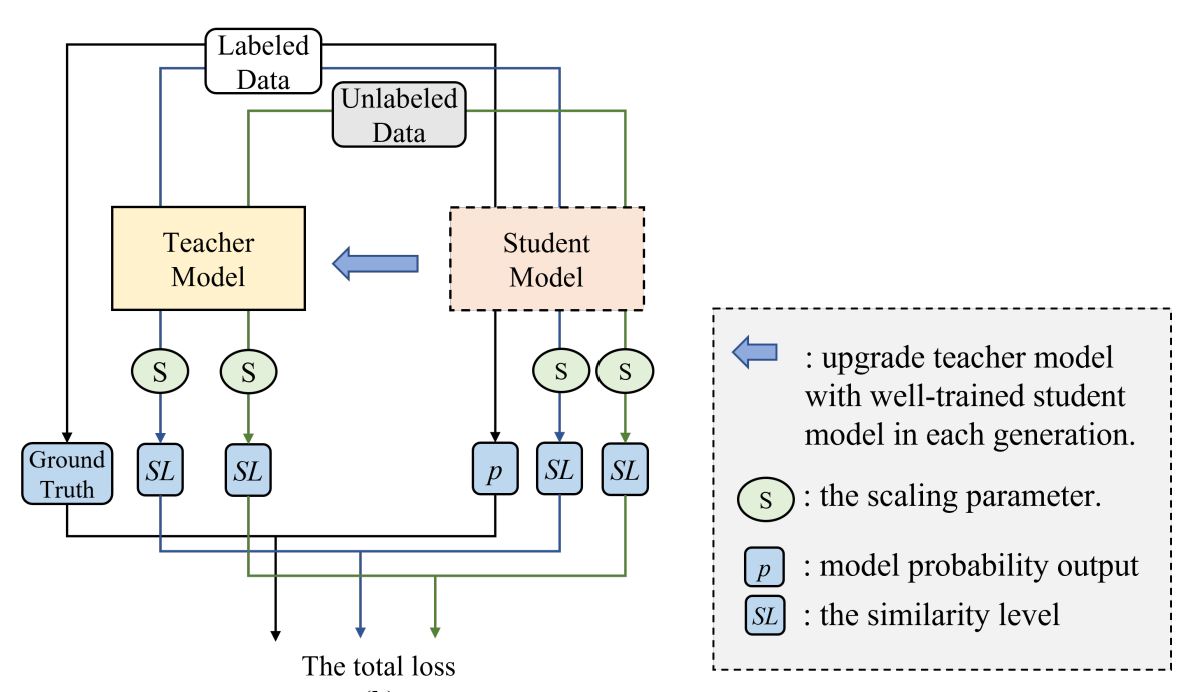 Labeled
Data
Unlabeled
Data
Teacher
Model
Student
Model
S
S
S
S
Ground
Truth
SL
SL
p
SL
SL
The total loss
: upgrade teacher model
with well-trained student
model in each generation.
S : the scaling parameter.
p : model probability output
SL : the similarity level